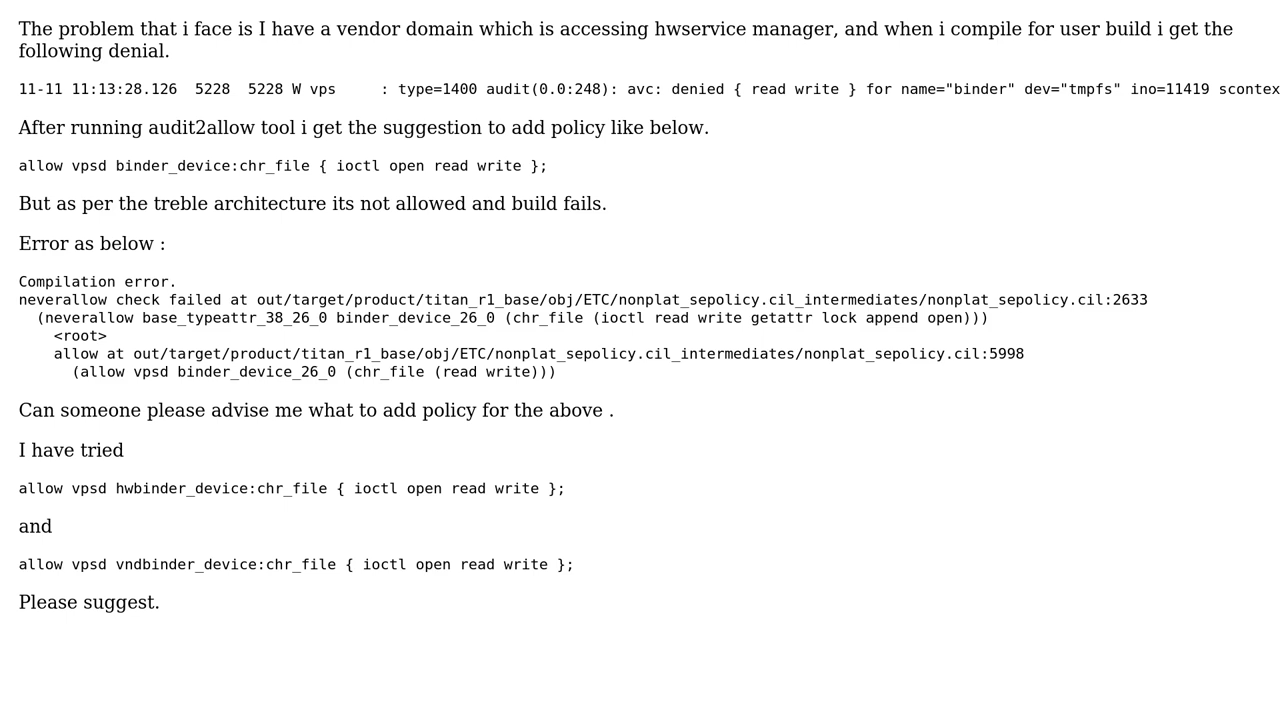 The problem that i face is I have a vendor domain which is accessing hwservice manager, and when i compile for user build i get the
following denial.
11-11 11:13:28.126  5228  5228 W vps     : type=1400 audit(0.0:248): avc: denied { read write } for name="binder" dev="tmpfs" ino=11419 scontex
After running audit2allow tool i get the suggestion to add policy like below.
allow vpsd binder_device:chr_file { ioctl open read write };
But as per the treble architecture its not allowed and build fails.
Error as below :
Compilation error.
neverallow check failed at out/target/product/titan_r1_base/obj/ETC/nonplat_sepolicy.cil_intermediates/nonplat_sepolicy.cil:2633
  (neverallow base_typeattr_38_26_0 binder_device_26_0 (chr_file (ioctl read write getattr lock append open)))
    <root>
    allow at out/target/product/titan_r1_base/obj/ETC/nonplat_sepolicy.cil_intermediates/nonplat_sepolicy.cil:5998
      (allow vpsd binder_device_26_0 (chr_file (read write)))
Can someone please advise me what to add policy for the above .
I have tried
allow vpsd hwbinder_device:chr_file { ioctl open read write };
and
allow vpsd vndbinder_device:chr_file { ioctl open read write };
Please suggest.